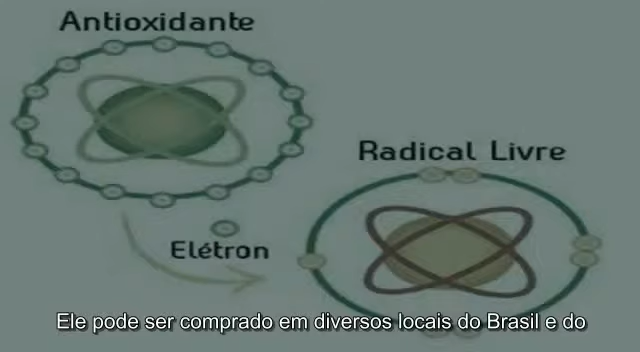 Antioxidante
Radical Livre
Elétron
Ele pode ser comprado em diversos locais do Brasil e do